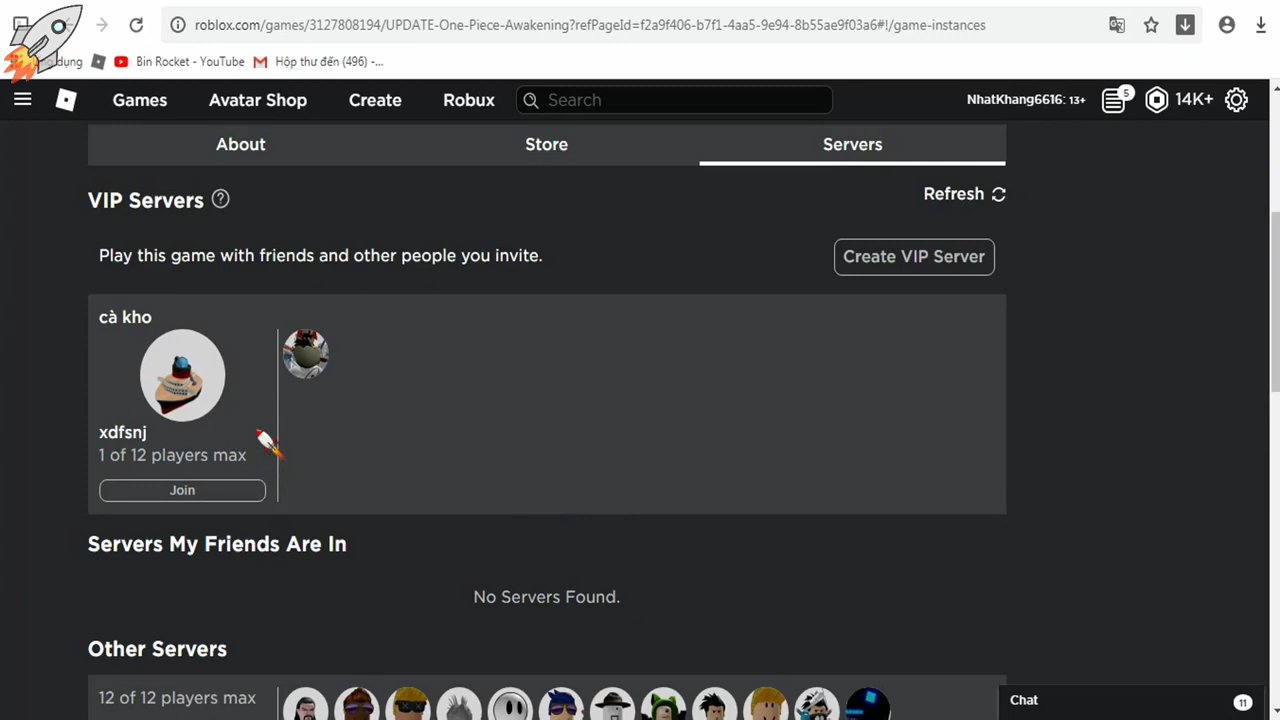 roblox.com/games/3127808194/UPDATE-One-Piece-Awakening?refPageId=f2a9f406-b7f1-4aa5-9e94-8b55ae9f03a6#!/game-instances
dụng Bin Rocket - YouTube Hộp thư đến (496) -...
Games Avatar Shop Create Robux Search NhatKhang6616: 13+ 5 14K+
About Store Servers
VIP Servers ? Refresh
Play this game with friends and other people you invite. Create VIP Server
cà kho
xdfsnj
1 of 12 players max
Join
Servers My Friends Are In
No Servers Found.
Other Servers
12 of 12 players max
Chat 11